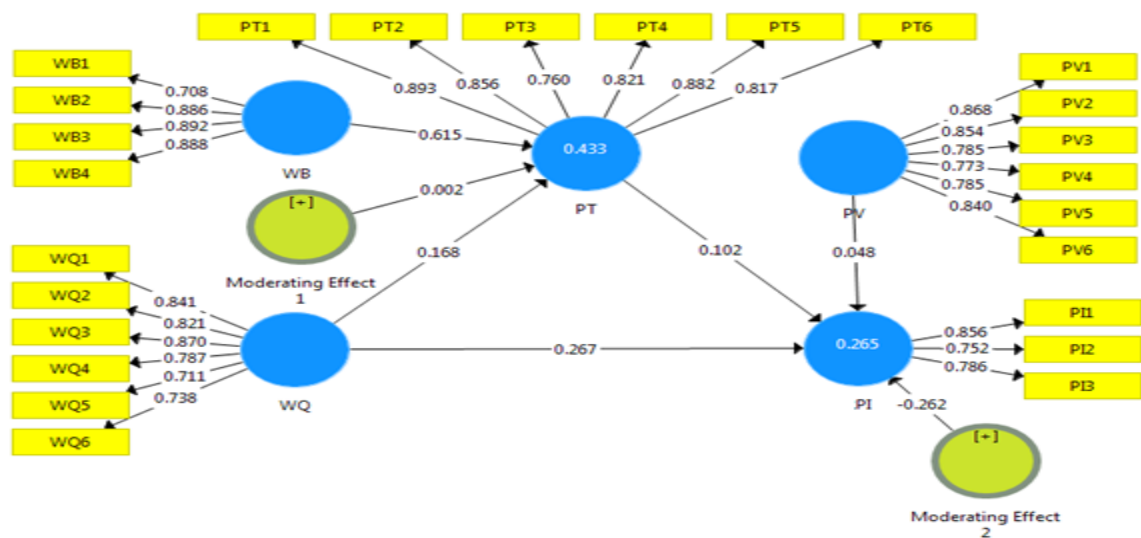 PT1
PT2
PT3
PT4
PT5
PT6
WB1
WB2
WB3
WB4
0.708
0.886
0.892
0.888
WB
0.893
0.856
0.760
0.821
0.882
0.817
0.615
0.433
PT
PV1
PV2
PV3
PV4
PV5
PV6
0.868
0.854
0.785
0.773
0.785
0.840
PV
[+]
0.002
Moderating Effect
1
0.168
0.102
0.048
WQ1
WQ2
WQ3
WQ4
WQ5
WQ6
0.841
0.821
0.870
0.787
0.711
0.738
WQ
0.267
0.265
PI
0.856
0.752
0.786
PI1
PI2
PI3
-0.262
[+]
Moderating Effect
2